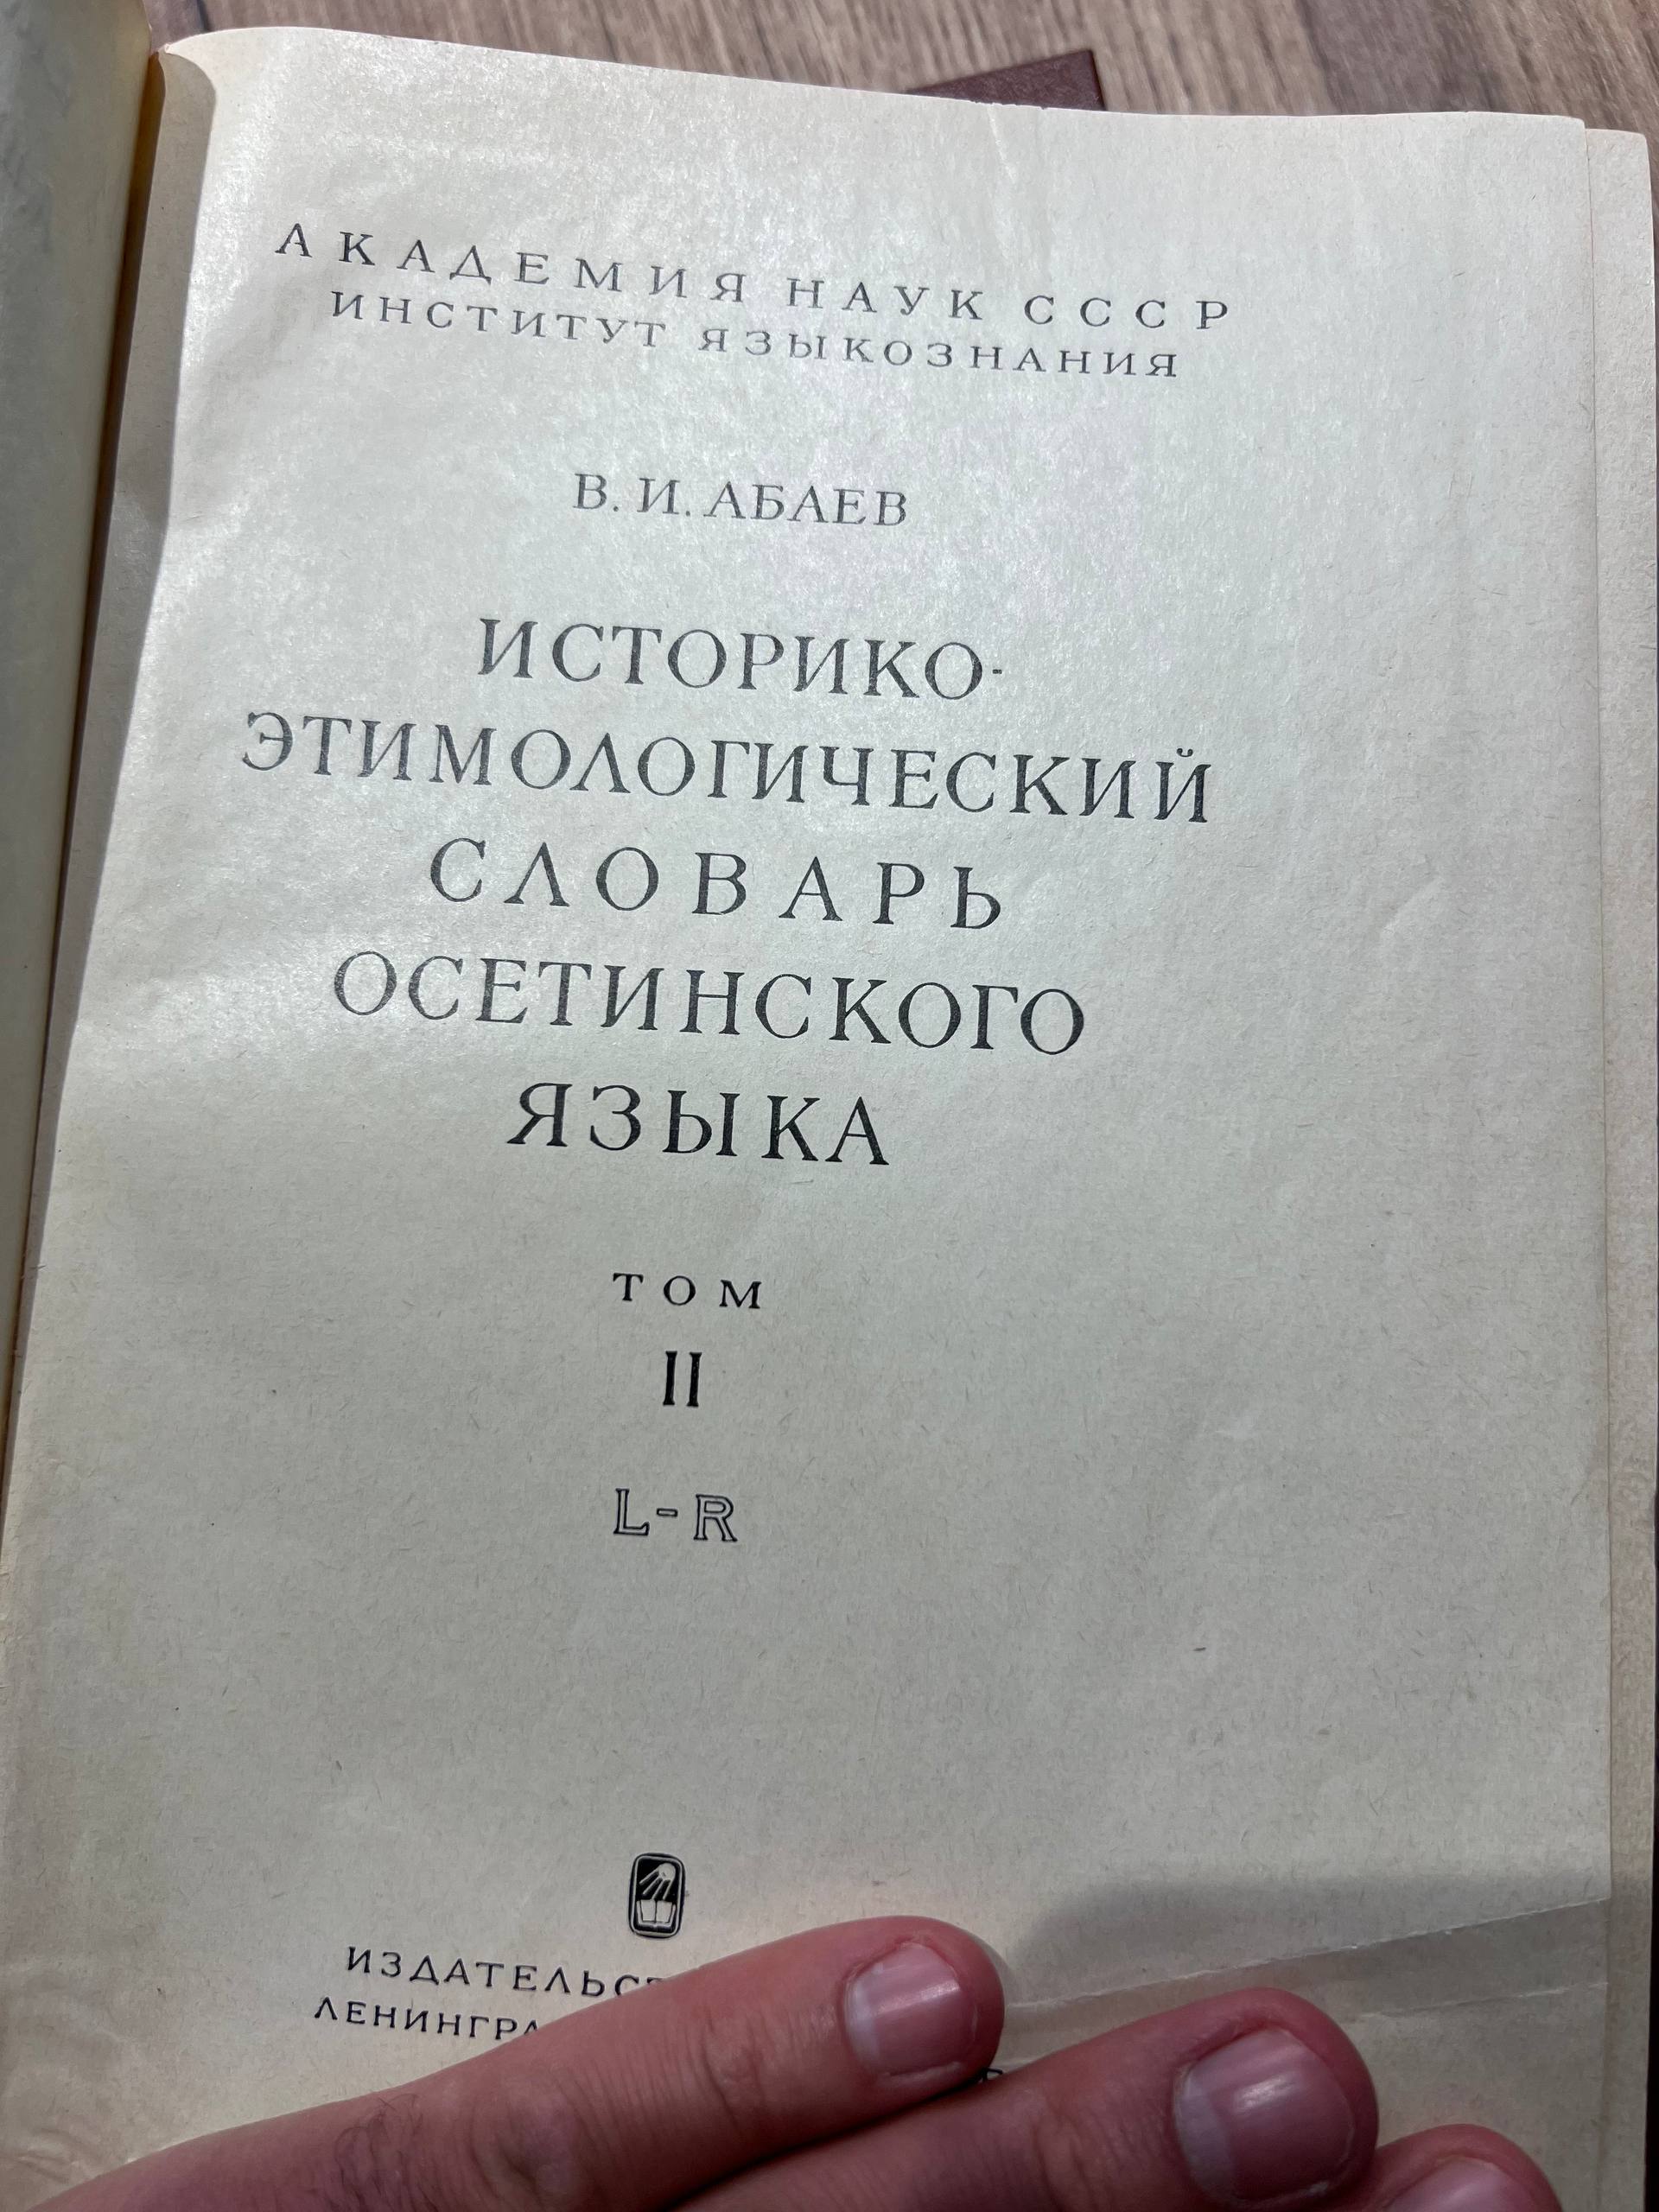 АКАДЕМИЯ НАУК СССР
ИНСТИТУТ ЯЗЫКОЗНАНИЯ
В. И. АБАЕВ
ИСТОРИКО-
ЭТИМОЛОГИЧЕСКИЙ
СЛОВАРЬ
ОСЕТИНСКОГО
ЯЗЫКА
ТОМ
II
L-R